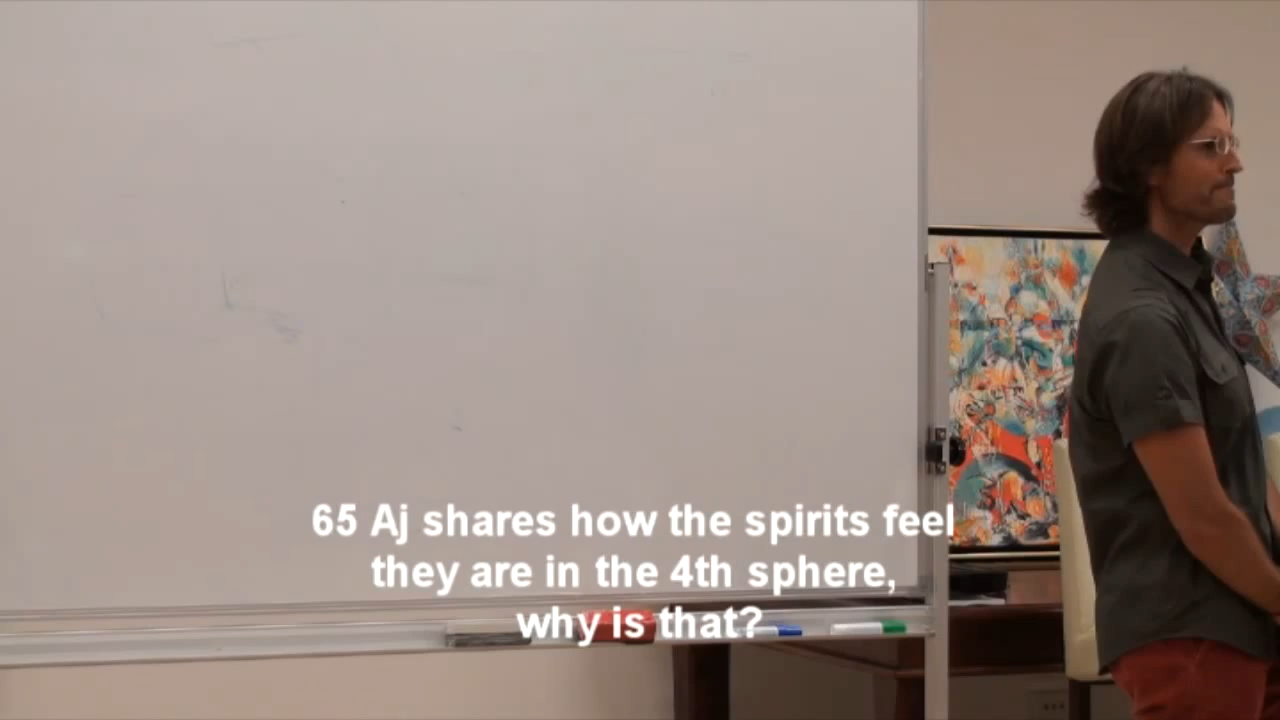 65 Aj shares how the spirits feel
they are in the 4th sphere,
why is that?